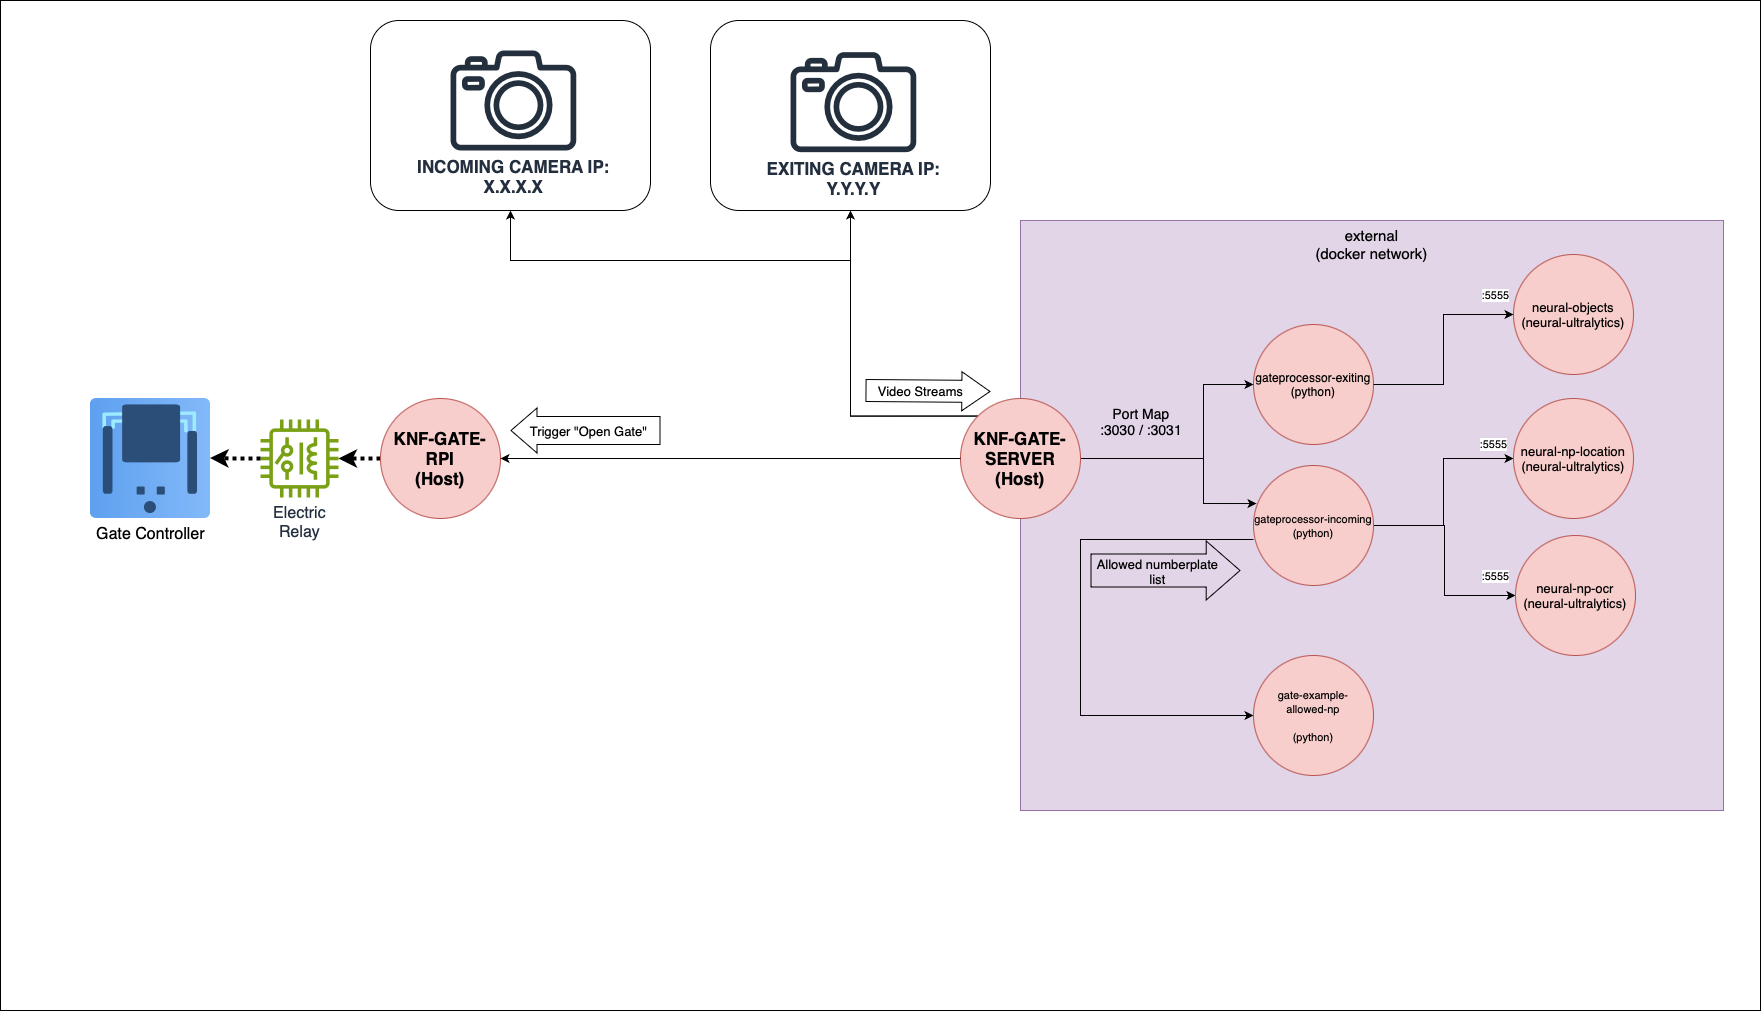 INCOMING CAMERA IP:
X.X.X.X
EXITING CAMERA IP:
Y.Y.Y.Y
external
(docker network)
:5555
neural-objects
(neural-ultralytics)
gateprocessor-exiting
(python)
Video Streams
Port Map
:3030 / :3031
Trigger "Open Gate"
KNF-GATE-
RPI
(Host)
KNF-GATE-
SERVER
(Host)
:5555
neural-np-location
(neural-ultralytics)
Electric
Relay
Gate Controller
gateprocessor-incoming
(python)
Allowed numberplate
list
:5555
neural-np-ocr
(neural-ultralytics)
gate-example-
allowed-np
(python)